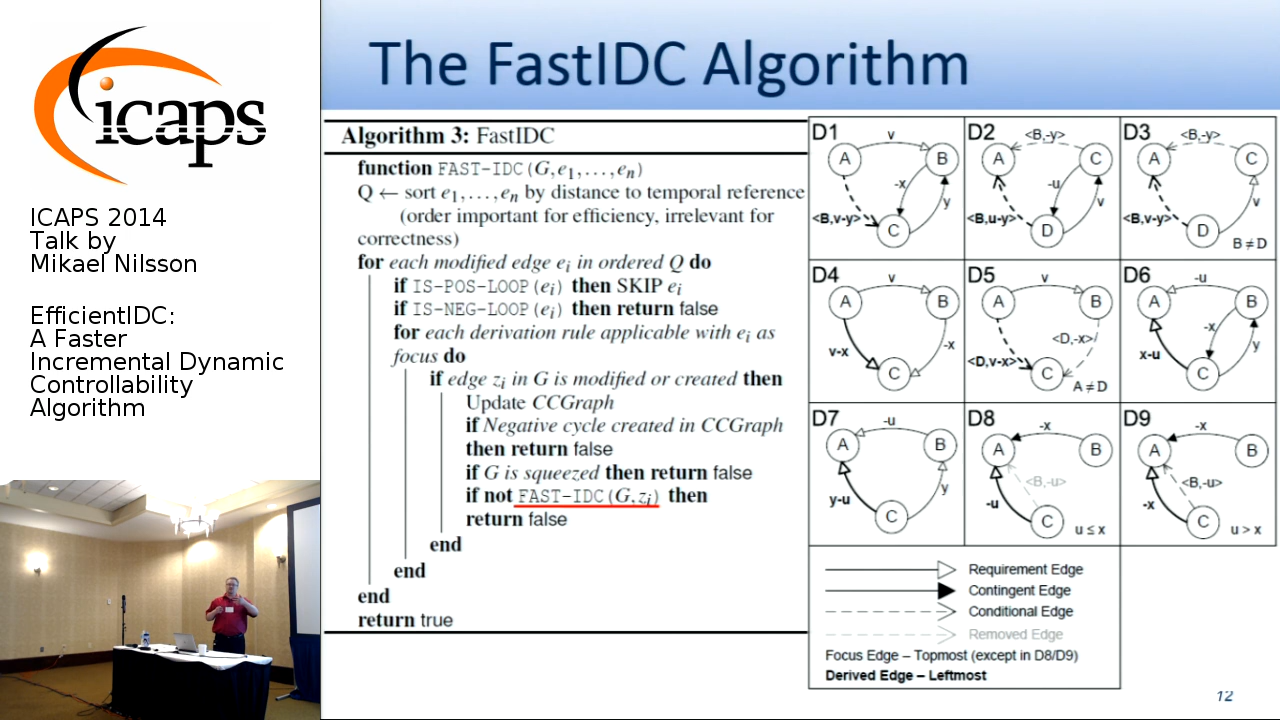 icaps
ICAPS 2014
Talk by
Mikael Nilsson
EfficientIDC:
A Faster
Incremental Dynamic
Controllability
Algorithm
The FastIDC Algorithm
Algorithm 3: FastIDC
function FAST-IDC(G,e1,...,en)
Q ← sort e1,...,en by distance to temporal reference
(order important for efficiency, irrelevant for
correctness)
for each modified edge ei in ordered Q do
if IS-POS-LOOP(ei) then SKIP ei
if IS-NEG-LOOP(ei) then return false
for each derivation rule applicable with ei as
focus do
if edge zi in G is modified or created then
Update CCGraph
if Negative cycle created in CCGraph
then return false
if G is squeezed then return false
if not FAST-IDC(G,zi) then
return false
end
end
end
return true
D1
v
A
B
-x
y
<B,v-y>
C
D2
<B,-y>
A
C
-u
v
<B,u-y>
D
D3
<B,-y>
A
C
v
<B,v-y>
D
B ≠ D
D4
v
A
B
-x
v-x
C
D5
v
A
B
<D,-x>
<D,v-x>
C
A ≠ D
D6
-u
A
B
-x
y
x-u
C
D7
-u
A
B
y
y-u
C
D8
-x
A
B
<B,-u>
-u
C
u ≤ x
D9
-x
A
B
<B,-u>
-x
C
u > x
Requirement Edge
Contingent Edge
Conditional Edge
Removed Edge
Focus Edge – Topmost (except in D8/D9)
Derived Edge – Leftmost
12